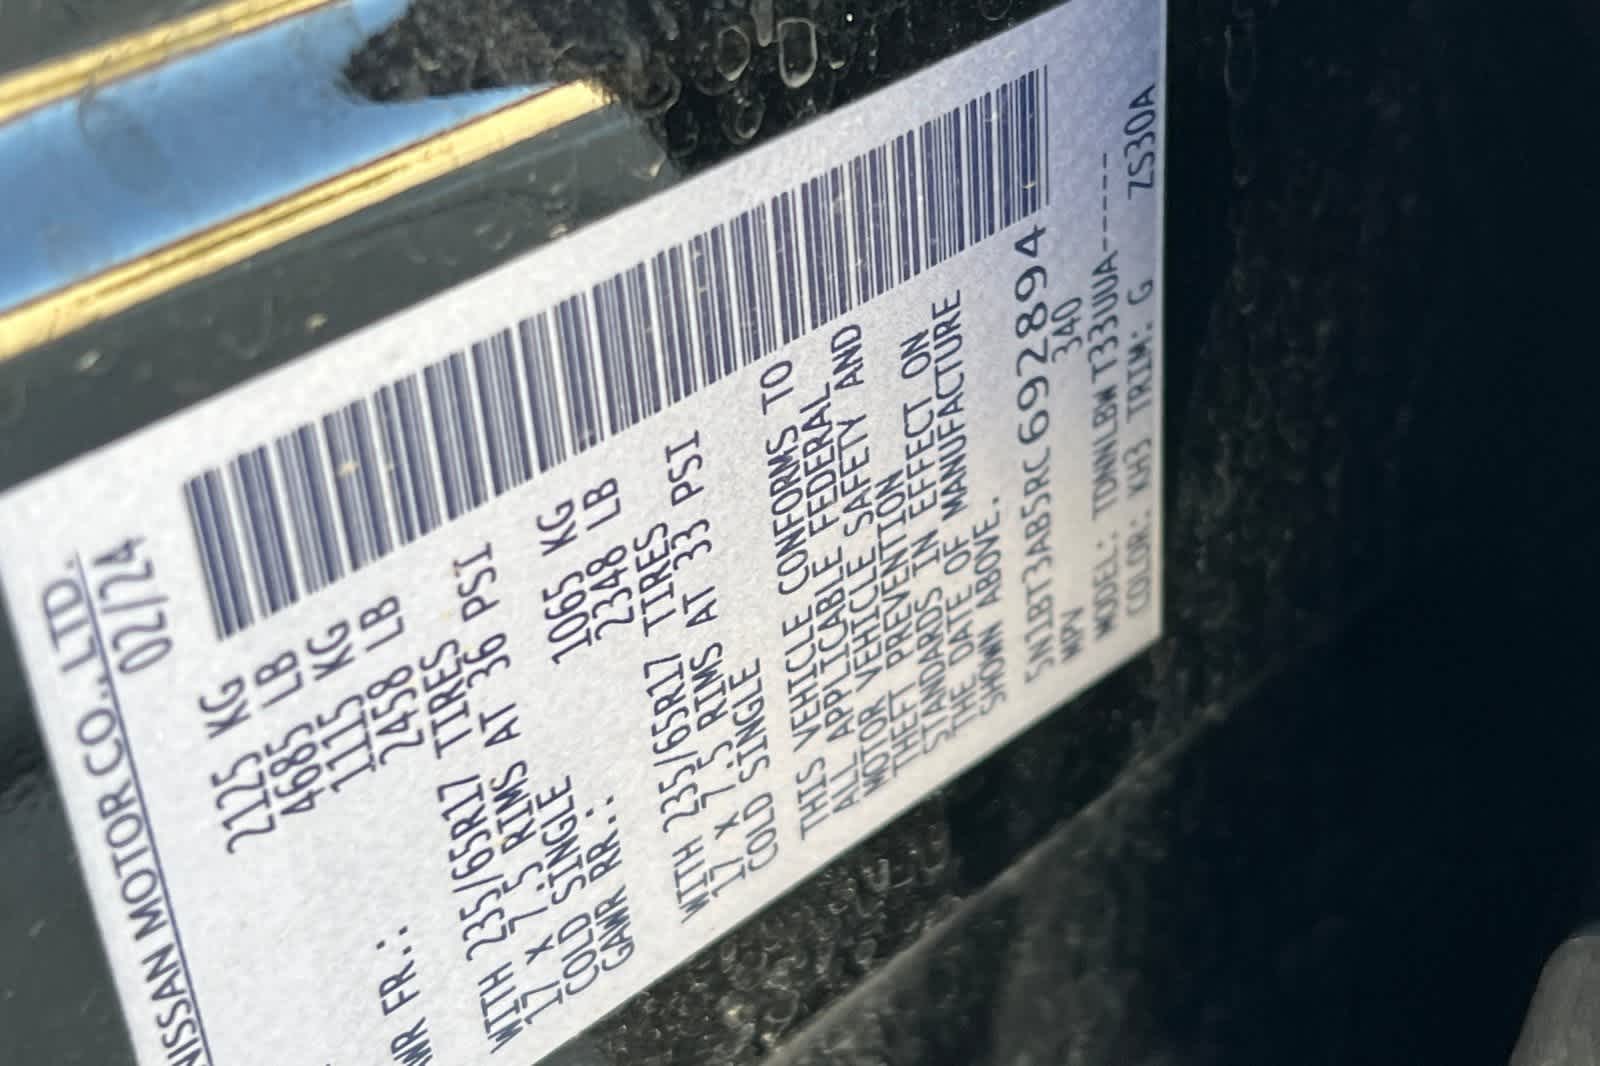 NISSAN MOTOR CO., LTD.
02/24
2125 KG
4685 LB
WR FR.:
1115 KG
2458 LB
WITH 235/65R17 TIRES
17 X 7.5 RIMS AT 36 PSI
COLD SINGLE
GAWR RR.:
1065 KG
2348 LB
WITH 235/65R17 TIRES
17 X 7.5 RIMS AT 33 PSI
COLD SINGLE
THIS VEHICLE CONFORMS TO
ALL APPLICABLE FEDERAL
MOTOR VEHICLE SAFETY AND
THEFT PREVENTION
STANDARDS IN EFFECT ON
THE DATE OF MANUFACTURE
SHOWN ABOVE.
5N1BT3AB5RC692894
MPV 340
MODEL: TDNNLBWT33UUA------
COLOR: KH3 TRIM: G ZS30A